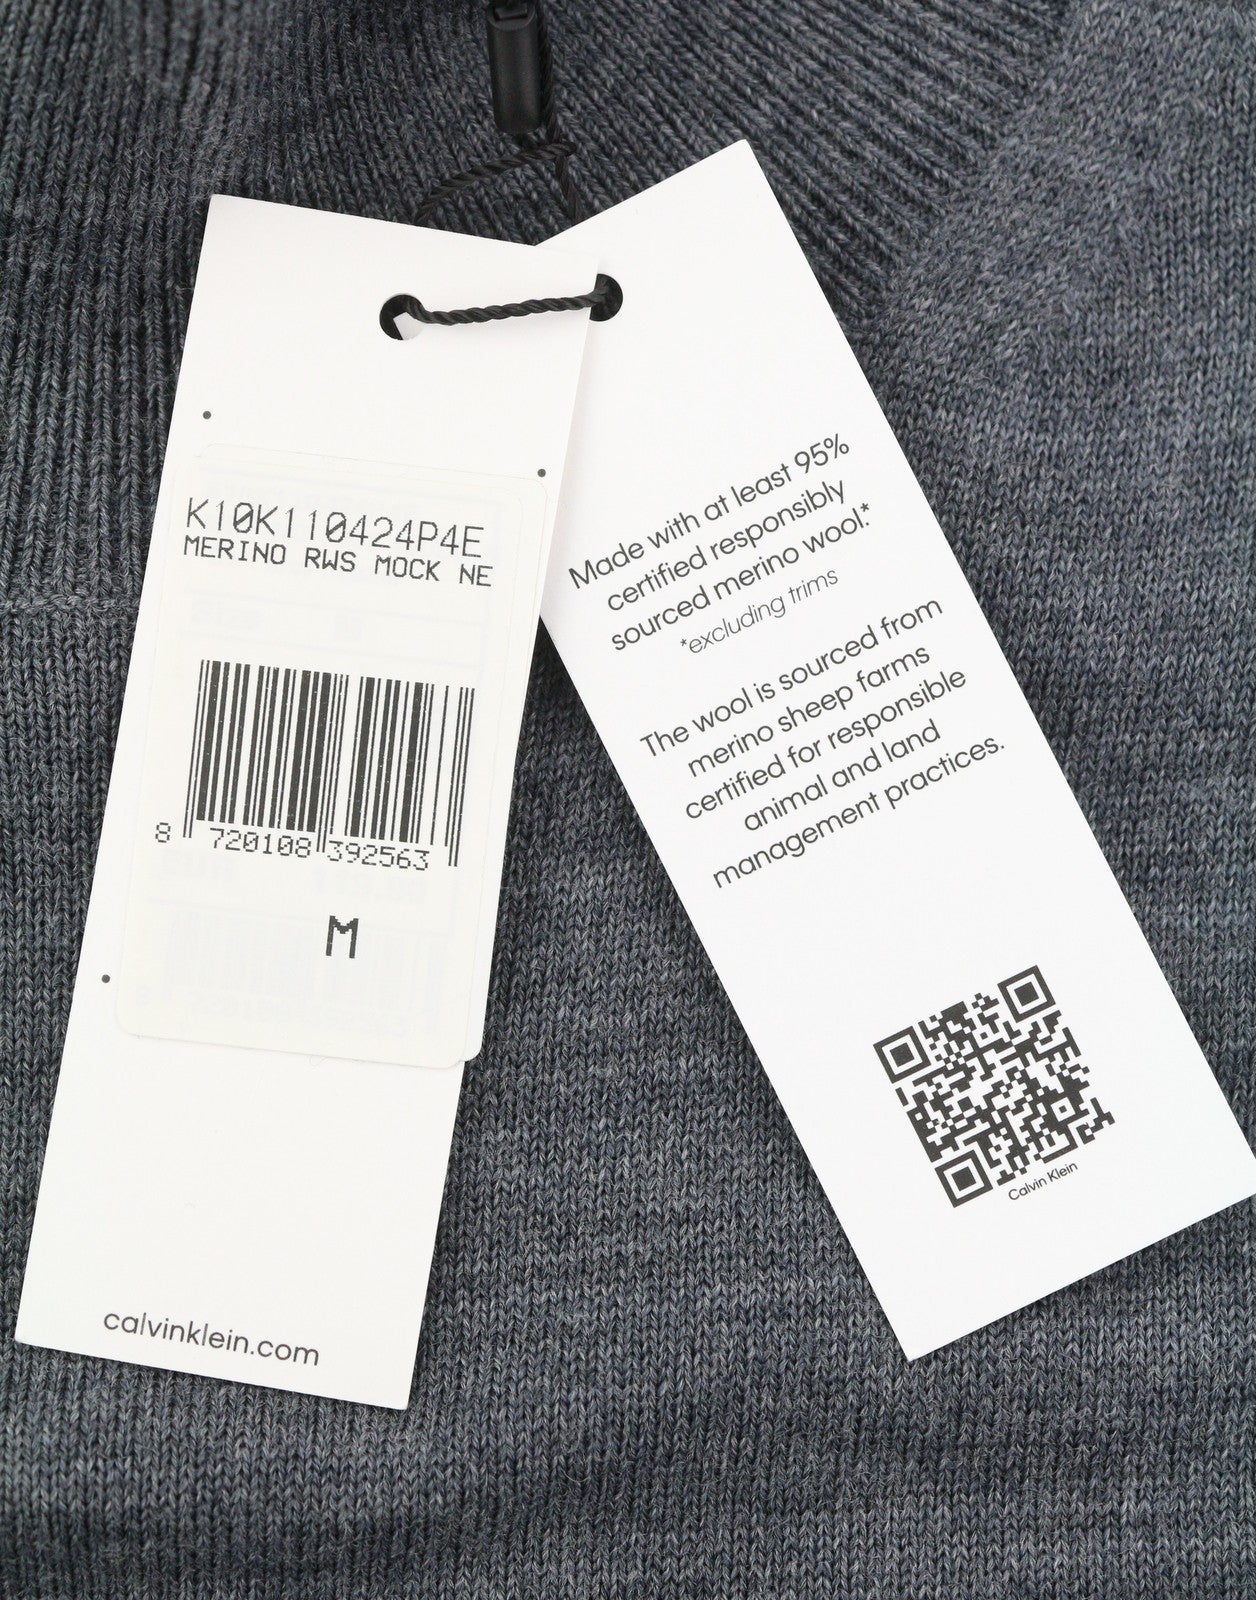 K10K110424P4E
MERINO RWS MOCK NE
8 720108 392563
M
calvinklein.com
Made with at least 95%
certified responsibly
sourced merino wool.*
*excluding trims
The wool is sourced from
merino sheep farms
certified for responsible
animal and land
management practices.
Calvin Klein